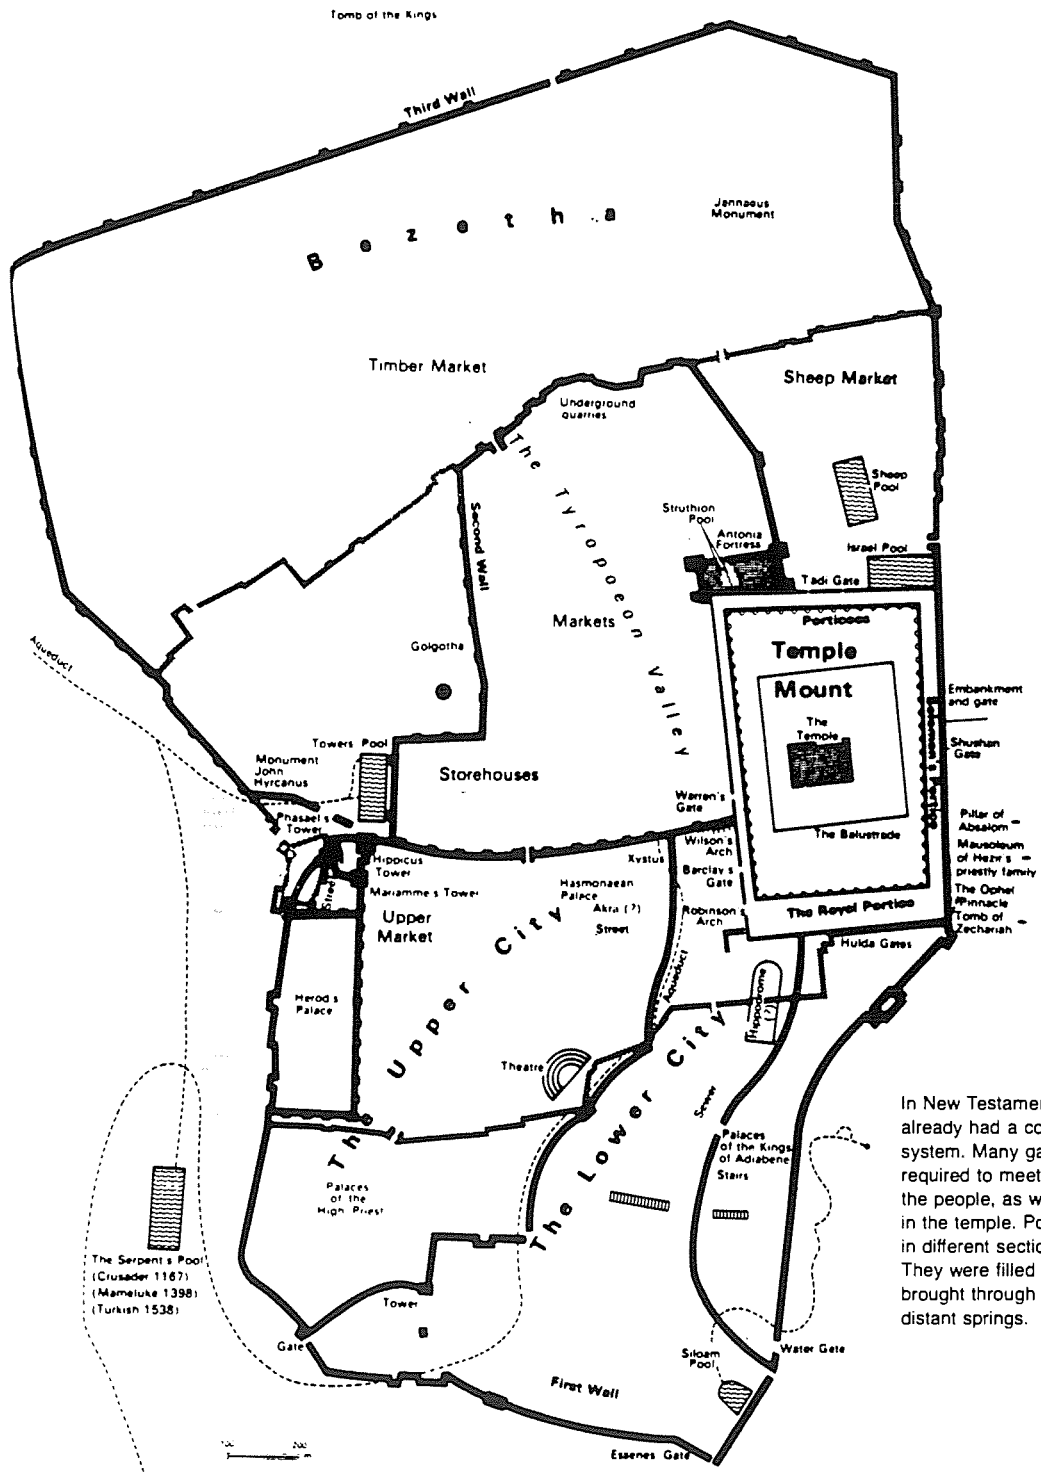 Tomb of the Kings
Third Wall
Bezetha
Jannaeus
Monument
Timber Market
Sheep Market
Underground
quarries
The Tyropoeon Valley
Sheep
Pool
Second Wall
Struthion
Pool
Antonia
Fortress
Israel Pool
Tadi Gate
Markets
Porticoes
Golgotha
Aqueduct
Temple
Mount
Embankment
and gate
The
Temple
Towers Pool
Shushan
Gate
Monument
John
Hyrcanus
Storehouses
Warren's
Gate
Phasael's
Tower
The Balustrade
Pillar of
Absalom
Wilson's
Arch
Mausoleum
of Hezir's
priestly family
Xystus
Hippicus
Tower
Barclay's
Gate
Hasmonaean
Palace
Mariamme's Tower
Street
The Ophel
Pinnacle
Akra (?)
Upper
Market
Robinson's
Arch
The Royal Portico
Tomb of
Zechariah
Street
Hulda Gates
Aqueduct
Hippodrome
(?)
Herod's
Palace
The Upper City
Theatre
The Lower City
Sewer
Palaces
of the Kings
of Adiabene
Stairs
Palaces
of the
High Priest
In New Testamen
already had a co
system. Many ga
required to meet
the people, as w
in the temple. Po
in different sectio
They were filled
brought through
distant springs.
The Serpent's Pool
(Crusader 1167)
(Mameluke 1398)
(Turkish 1538)
Tower
Gate
Siloam
Pool
Water Gate
First Wall
Essenes Gate
100
200
m